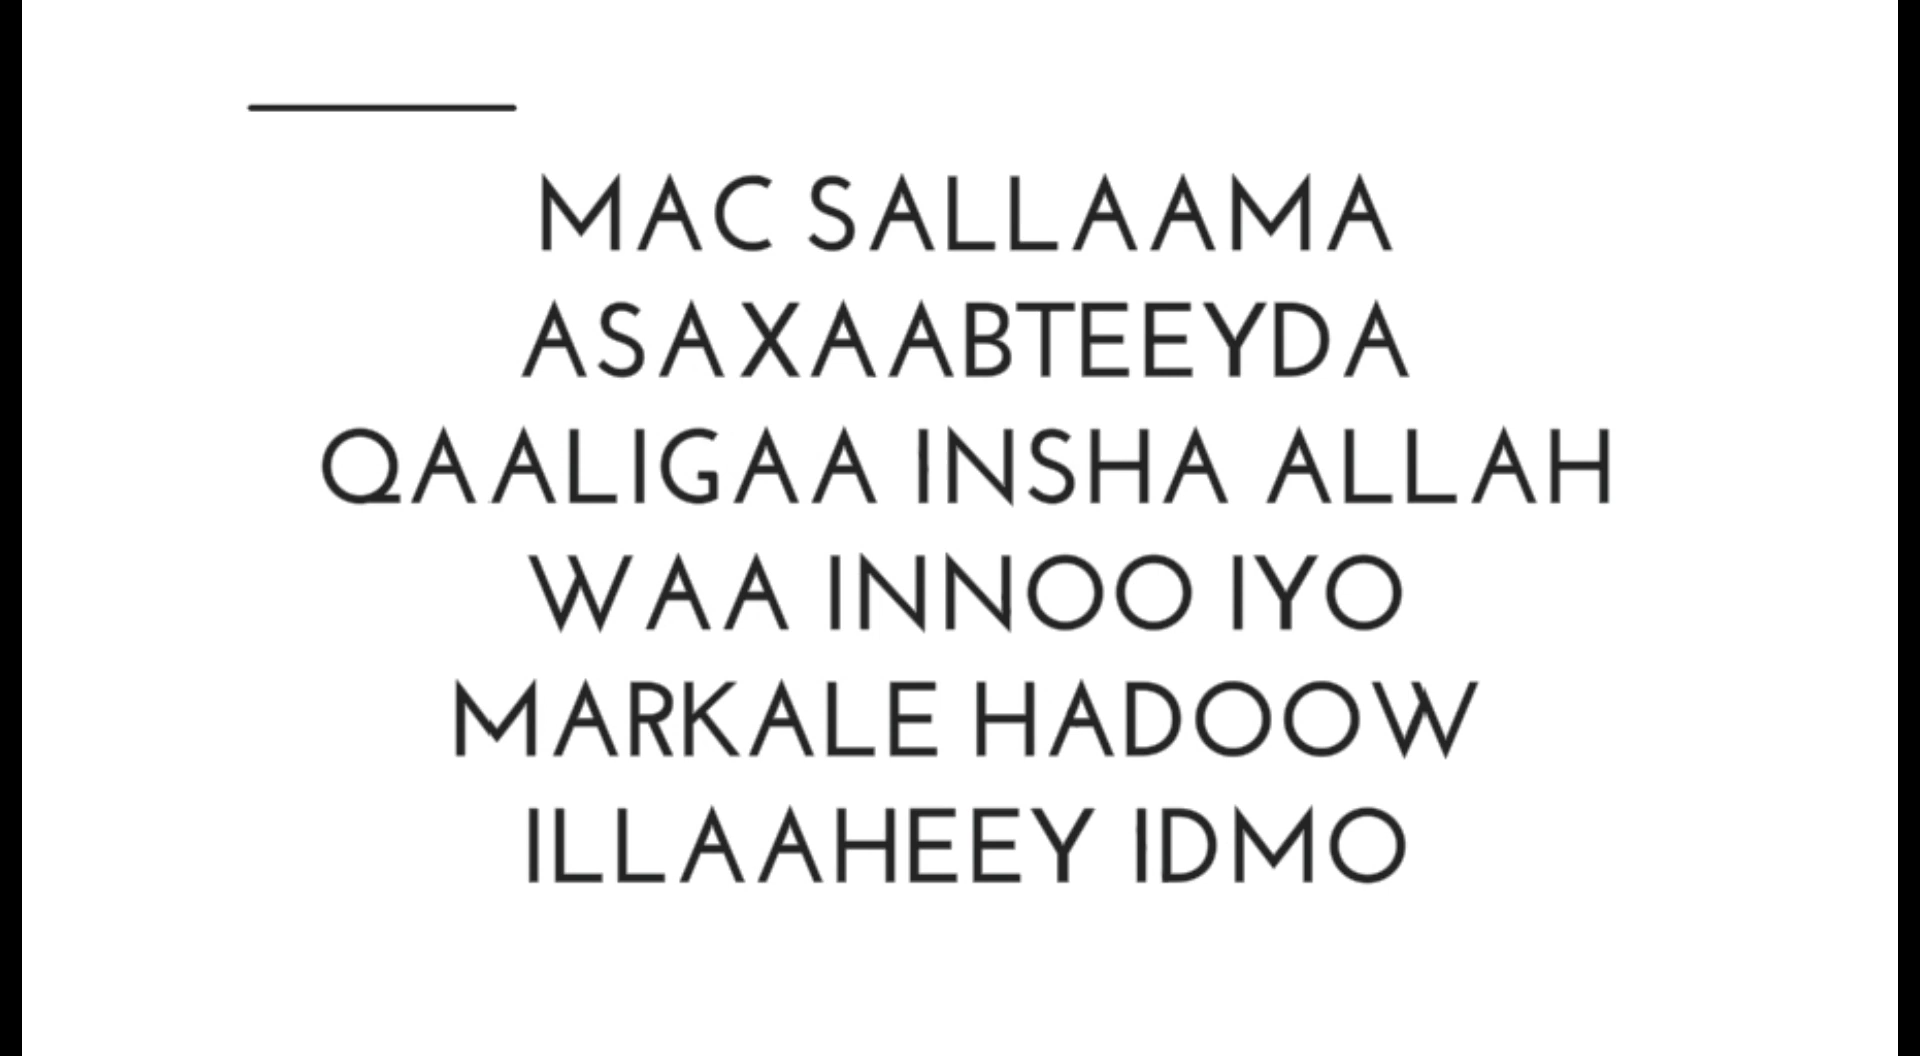 MAC SALLAAMA
ASAXAABTEEYDA
QAALIGAA INSHA ALLAH
WAA INNOO IYO
MARKALE HADOOW
ILLAAHEEY IDMO